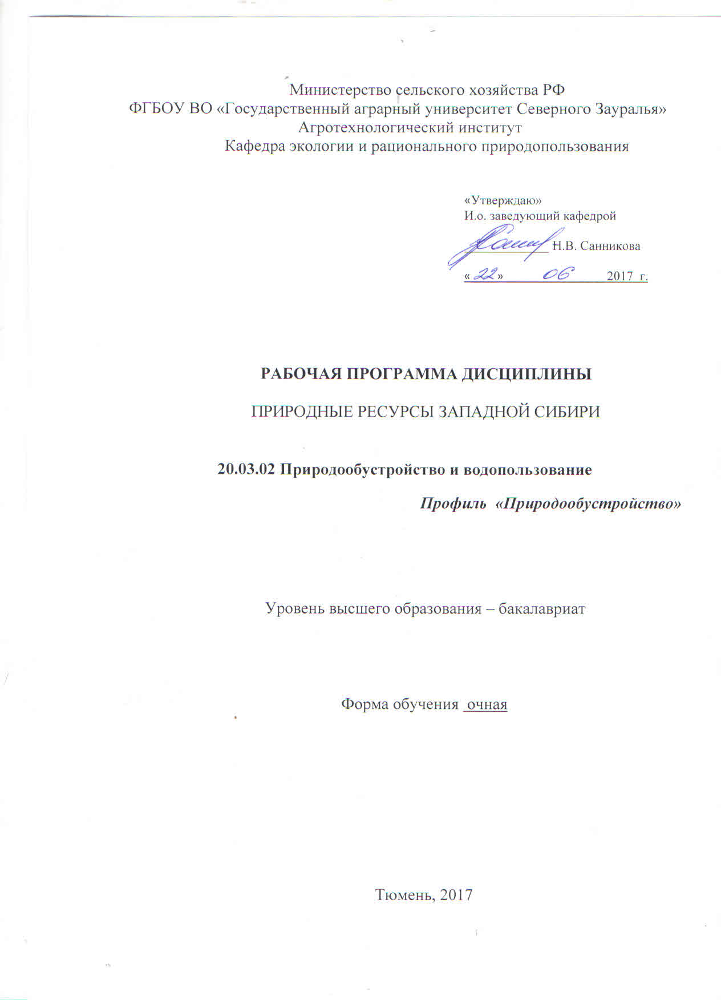 Министерство сельского хозяйства РФ
ФГБОУ ВО «Государственный аграрный университет Северного Зауралья»
Агротехнологический институт
Кафедра экологии и рационального природопользования
«Утверждаю»
И.о. заведующий кафедрой
Н.В. Санникова
« 22 » 06 2017 г.
РАБОЧАЯ ПРОГРАММА ДИСЦИПЛИНЫ
ПРИРОДНЫЕ РЕСУРСЫ ЗАПАДНОЙ СИБИРИ
20.03.02 Природообустройство и водопользование
Профиль «Природообустройство»
Уровень высшего образования – бакалавриат
Форма обучения очная
Тюмень, 2017